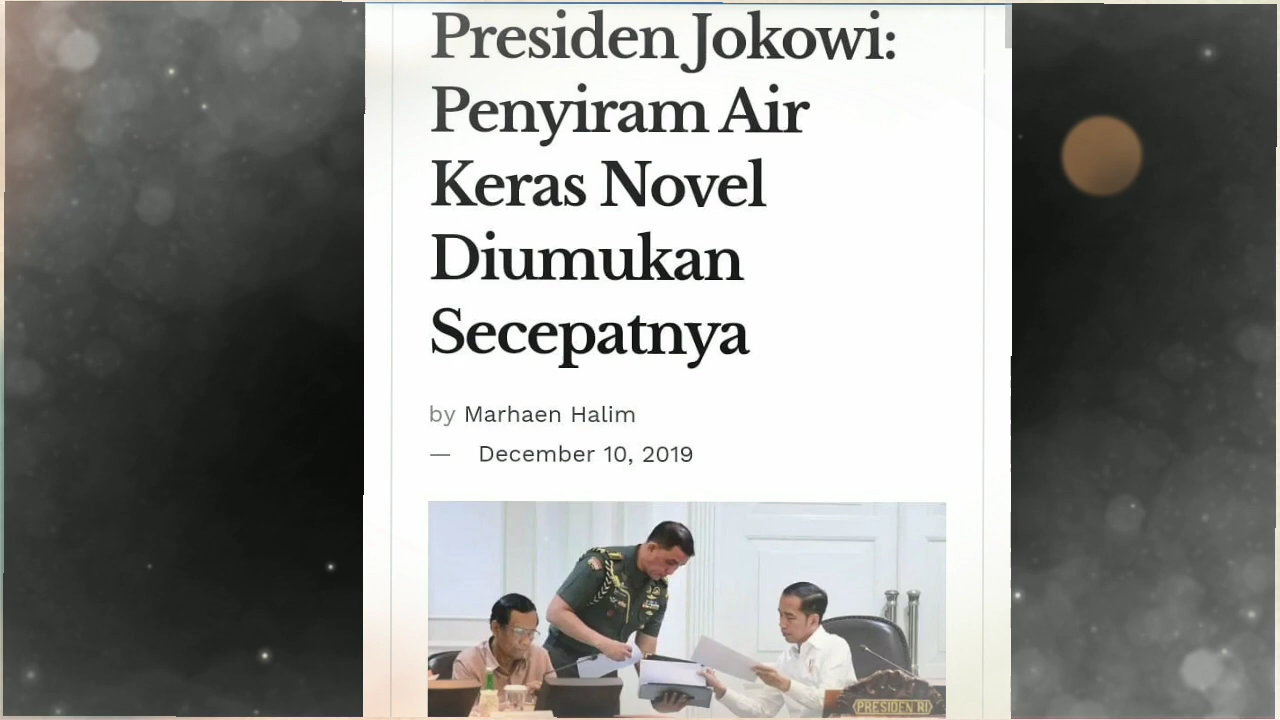 Presiden Jokowi:
Penyiram Air
Keras Novel
Diumukan
Secepatnya
by Marhaen Halim
— December 10, 2019
PRESIDEN RI